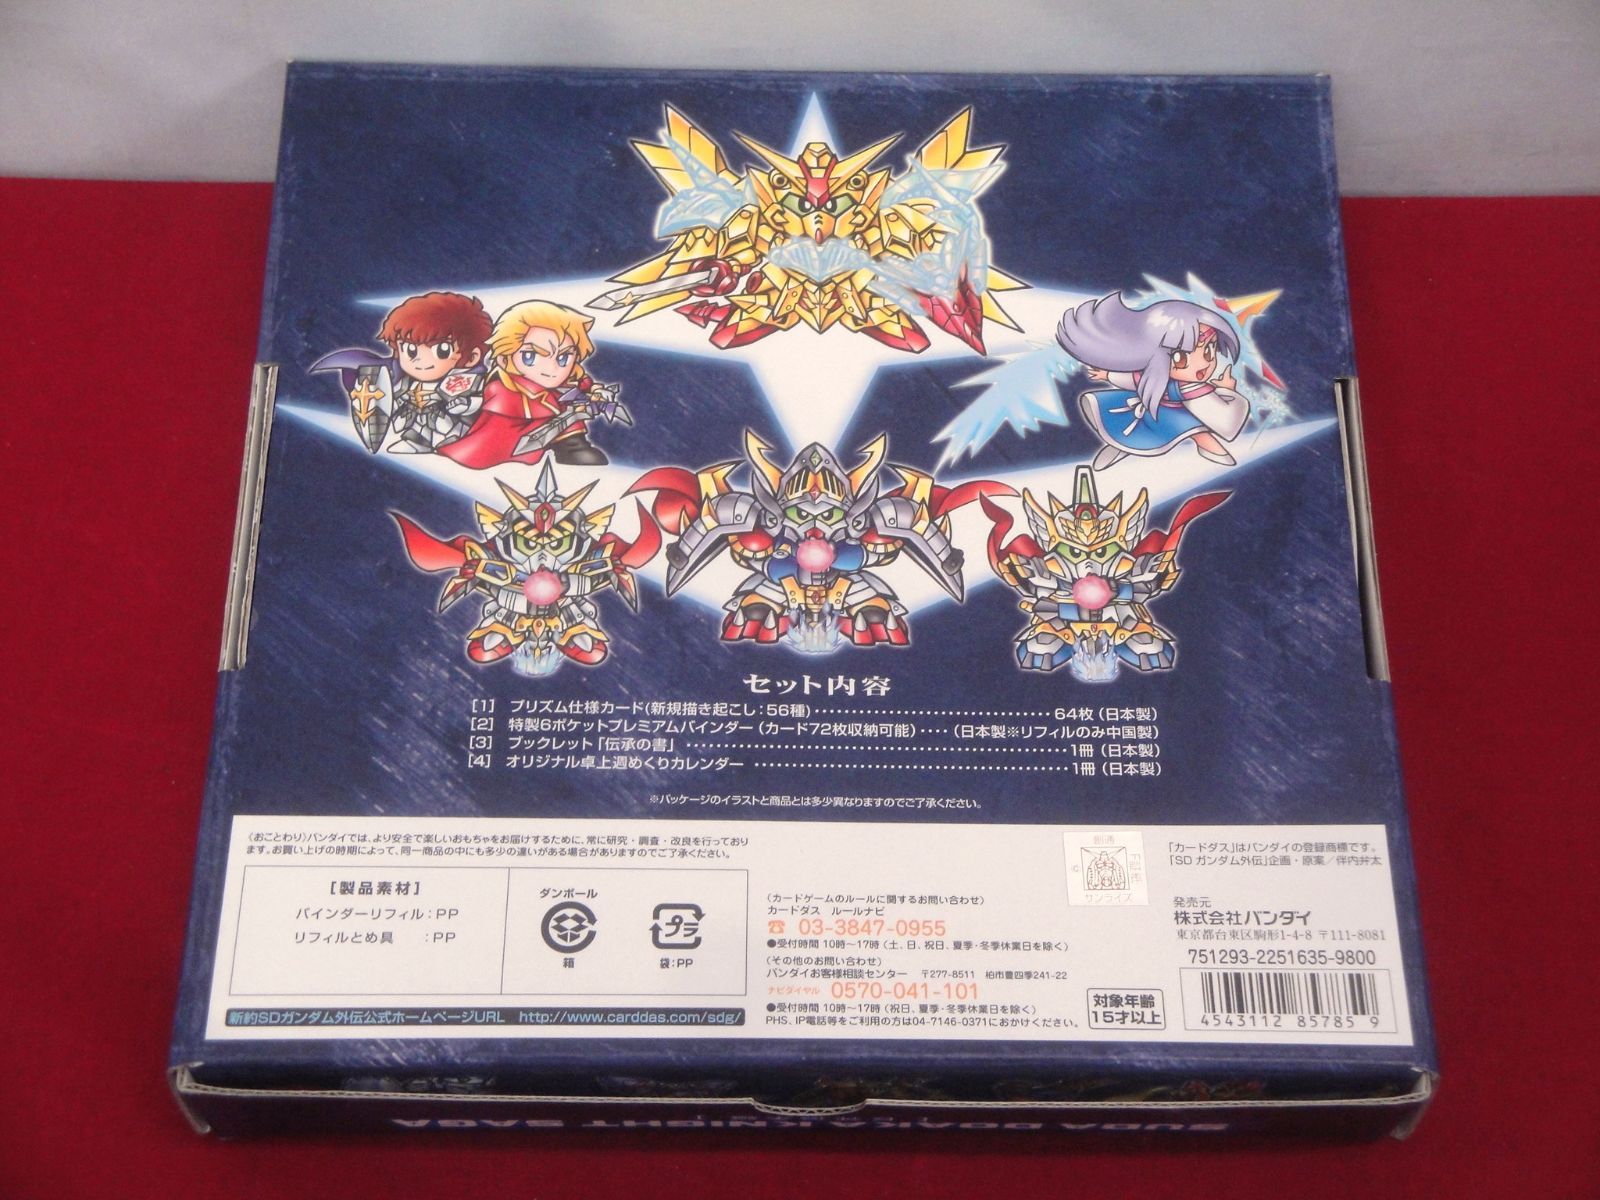 セット内容
[1] プリズム仕様カード(新規描き起こし:56種)‥‥‥‥‥‥‥‥‥‥‥‥‥‥‥64枚(日本製)
[2] 特製6ポケットプレミアムバインダー(カード72枚収納可能)‥‥(日本製※リフィルのみ中国製)
[3] ブックレット「伝承の書」‥‥‥‥‥‥‥‥‥‥‥‥‥‥‥‥‥‥‥‥1冊(日本製)
[4] オリジナル卓上週めくりカレンダー‥‥‥‥‥‥‥‥‥‥‥‥‥‥‥‥1冊(日本製)
※パッケージのイラストと商品とは多少異なりますのでご了承ください。
《おことわり》バンダイでは、より安全で楽しいおもちゃをお届けするために、常に研究・調査・改良を行っており
ます。お買い上げの時期によって、同一商品の中にも多少の違いがある場合がありますのでご了承ください。
[製品素材]
バインダーリフィル:PP
リフィルとめ具 :PP
ダンボール
箱
プラ
袋:PP
新約SDガンダム外伝公式ホームページURL http://www.carddas.com/sdg/
(カードゲームのルールに関するお問い合わせ)
カードダス ルールナビ
☎ 03-3847-0955
●受付時間 10時〜17時(土、日、祝日、夏季・冬季休業日を除く)
(その他のお問い合わせ)
バンダイお客様相談センター 〒277-8511 柏市豊四季241-22
ナビダイヤル 0570-041-101
●受付時間 10時〜17時(祝日、夏季・冬季休業日を除く)
PHS、IP電話等をご利用の方は04-7146-0371におかけください。
創通
サンライズ
対象年齢
15才以上
「カードダス」はバンダイの登録商標です。
「SDガンダム外伝」企画・原案/伴内弁太
発売元
株式会社バンダイ
東京都台東区駒形1-4-8 〒111-8081
751293-2251635-9800
4543112 85785 9